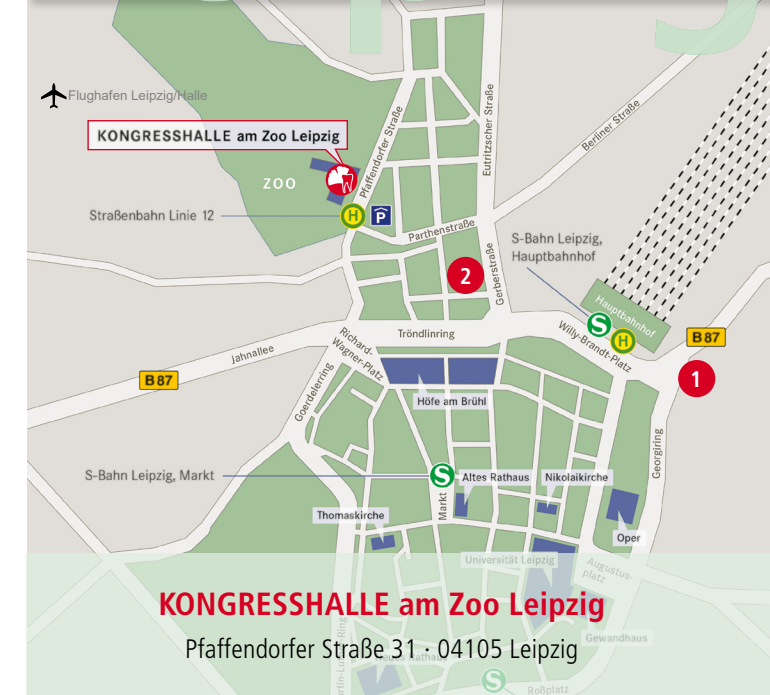 Flughafen Leipzig/Halle
KONGRESSHALLE am Zoo Leipzig
ZOO
Pfaffendorfer Straße
Eutritzscher Straße
Berliner Straße
Straßenbahn Linie 12
H
P
Parthenstraße
S-Bahn Leipzig,
Hauptbahnhof
2
Gerberstraße
Hauptbahnhof
S
H
Willy-Brandt-Platz
B 87
1
Tröndlinring
Richard-
Wagner-Platz
Jahnallee
B 87
Goerdelerring
Höfe am Brühl
Georgiring
S-Bahn Leipzig, Markt
S
Markt
Altes Rathaus
Nikolaikirche
Thomaskirche
Oper
Universität Leipzig
Augustus-
platz
KONGRESSHALLE am Zoo Leipzig
Pfaffendorfer Straße 31 · 04105 Leipzig
Gewandhaus
Neues Rathaus
S
Roßplatz